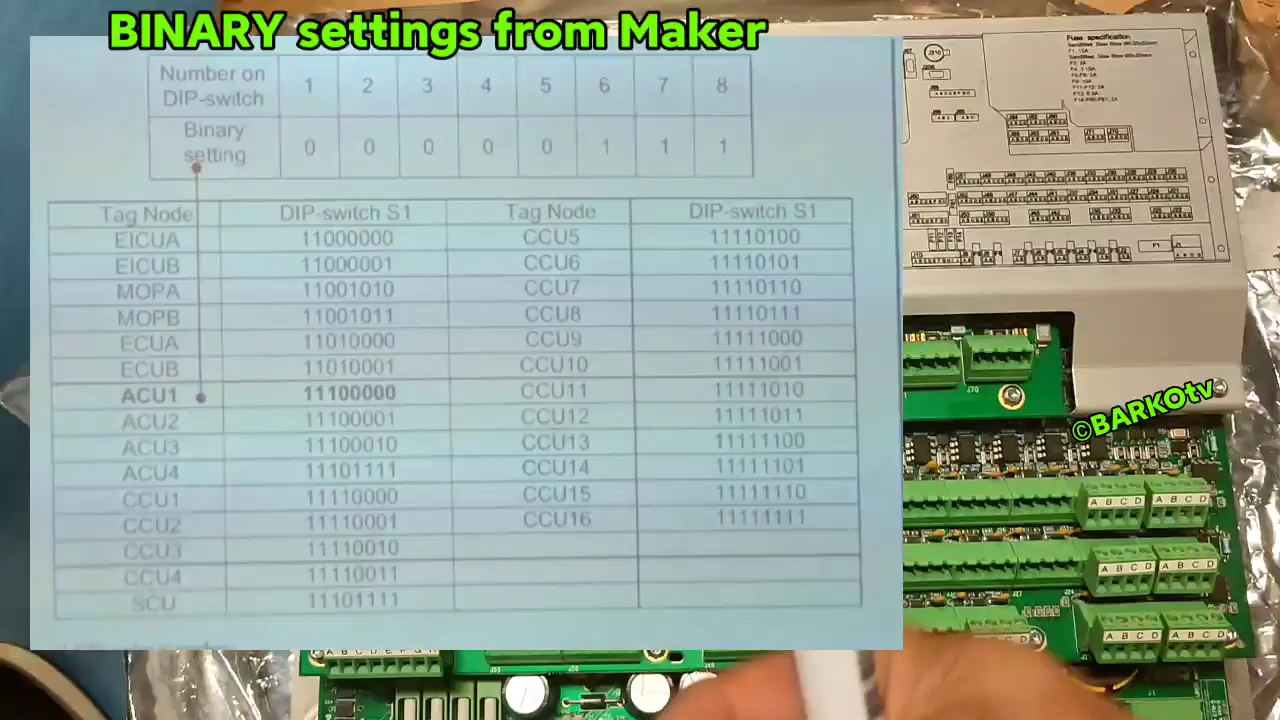 BINARY settings from Maker
Number on DIP-switch 1 2 3 4 5 6 7 8
Binary setting 0 0 0 0 0 1 1 1
Tag Node DIP-switch S1 Tag Node DIP-switch S1
EICUA 11000000 CCU5 11110100
EICUB 11000001 CCU6 11110101
MOPA 11001010 CCU7 11110110
MOPB 11001011 CCU8 11110111
ECUA 11010000 CCU9 11111000
ECUB 11010001 CCU10 11111001
ACU1 11100000 CCU11 11111010
ACU2 11100001 CCU12 11111011
ACU3 11100010 CCU13 11111100
ACU4 11101111 CCU14 11111101
CCU1 11110000 CCU15 11111110
CCU2 11110001 CCU16 11111111
CCU3 11110010
CCU4 11110011
SCU 11101111
Fuse specification
J70
©BARKOtv
A B C D A B C D
A B C D A B C D
A B C D A B C D